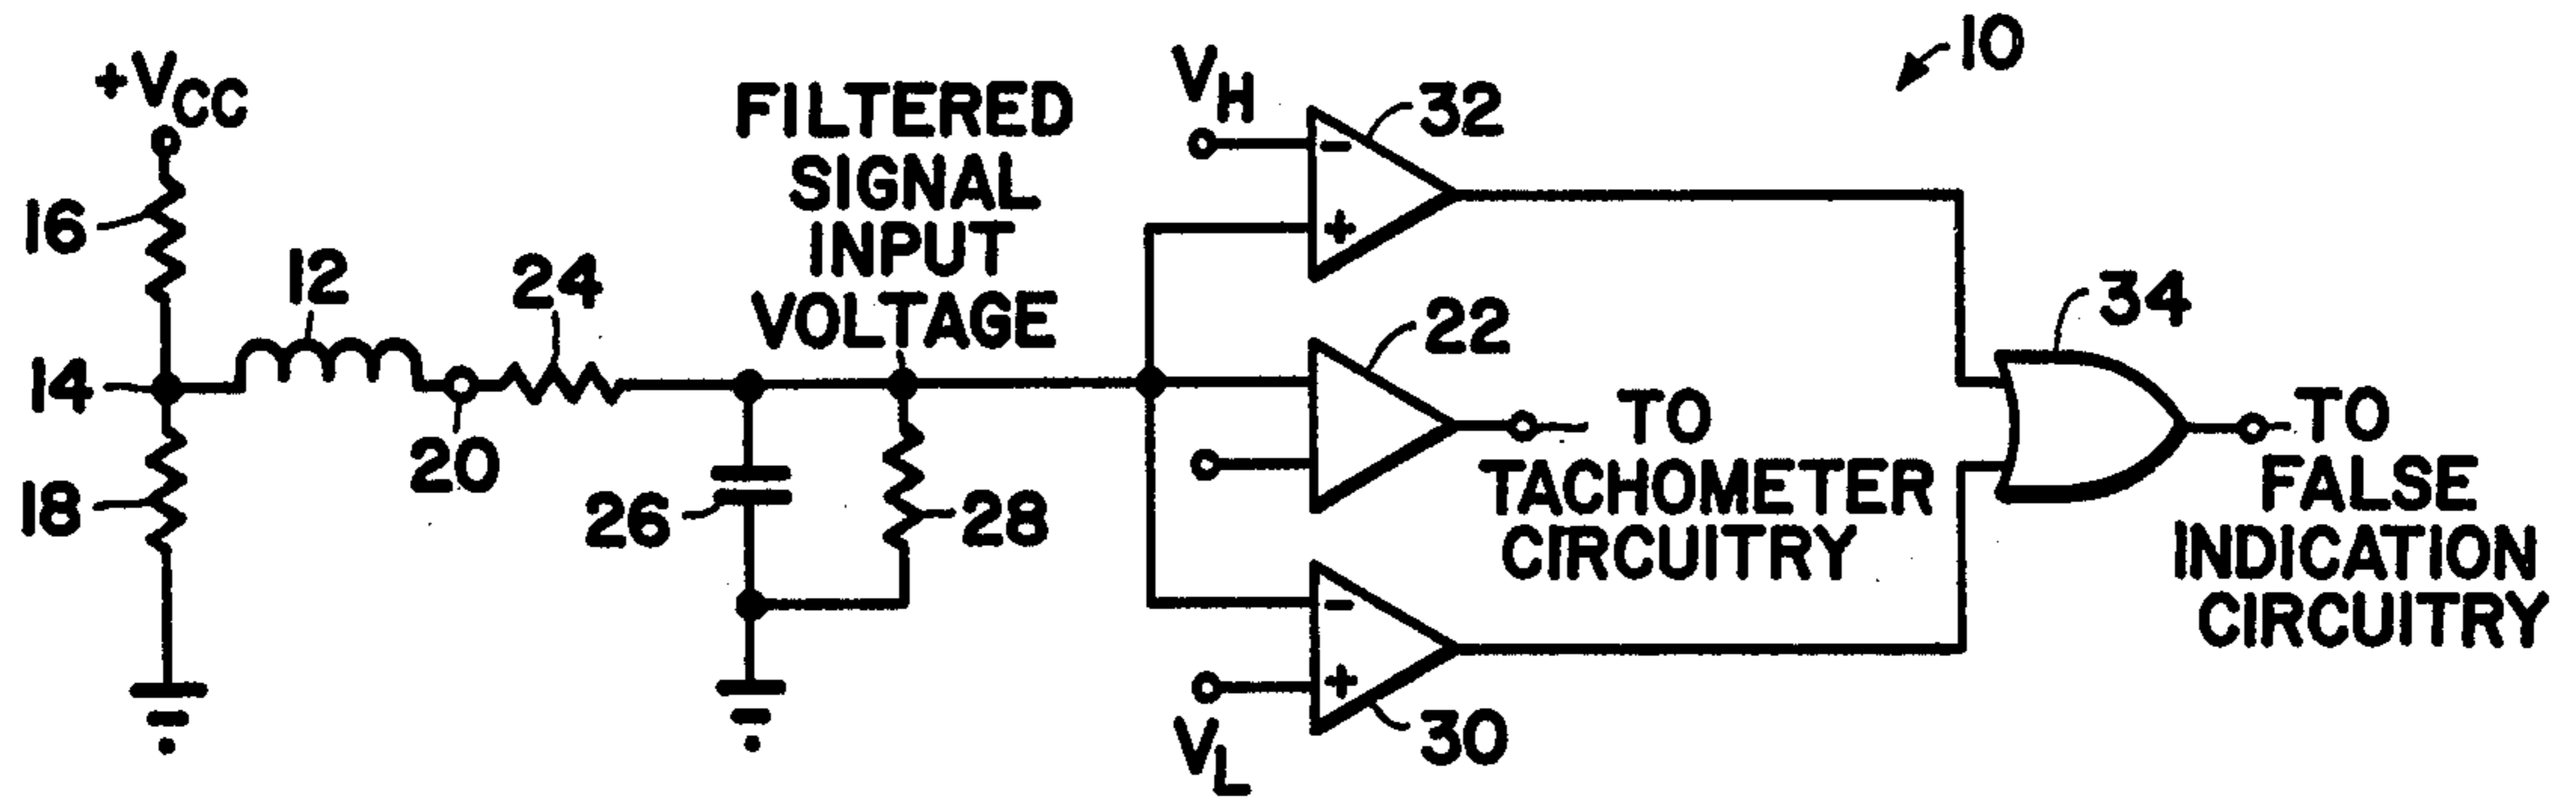 +VCC
16
14
18
12
20
24
FILTERED
SIGNAL
INPUT
VOLTAGE
26
28
VH
-
+
32
22
TO
TACHOMETER
CIRCUITRY
-
+
VL
30
10
34
TO
FALSE
INDICATION
CIRCUITRY